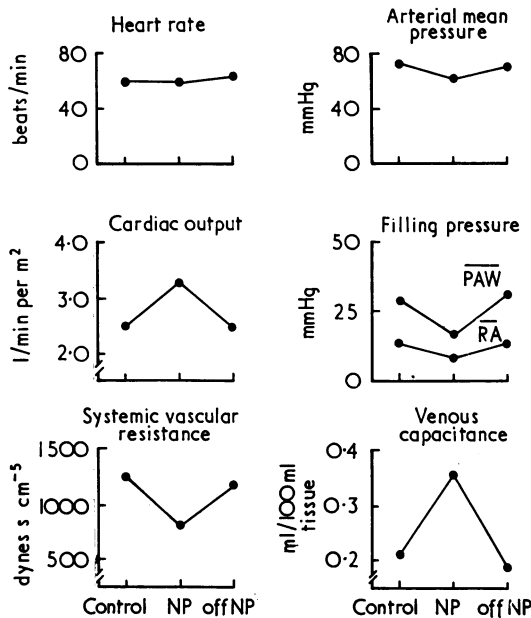 Heart rate
80
40
0
beats/min
Arterial mean
pressure
80
40
0
mmHg
Cardiac output
4·0
3·0
2·0
l/min per m²
Filling pressure
50
25
0
mmHg
PAW
RA
Systemic vascular
resistance
1500
1000
500
dynes s cm⁻⁵
Control NP off NP
Venous
capacitance
0·4
0·3
0·2
ml/100ml
tissue
Control NP off NP